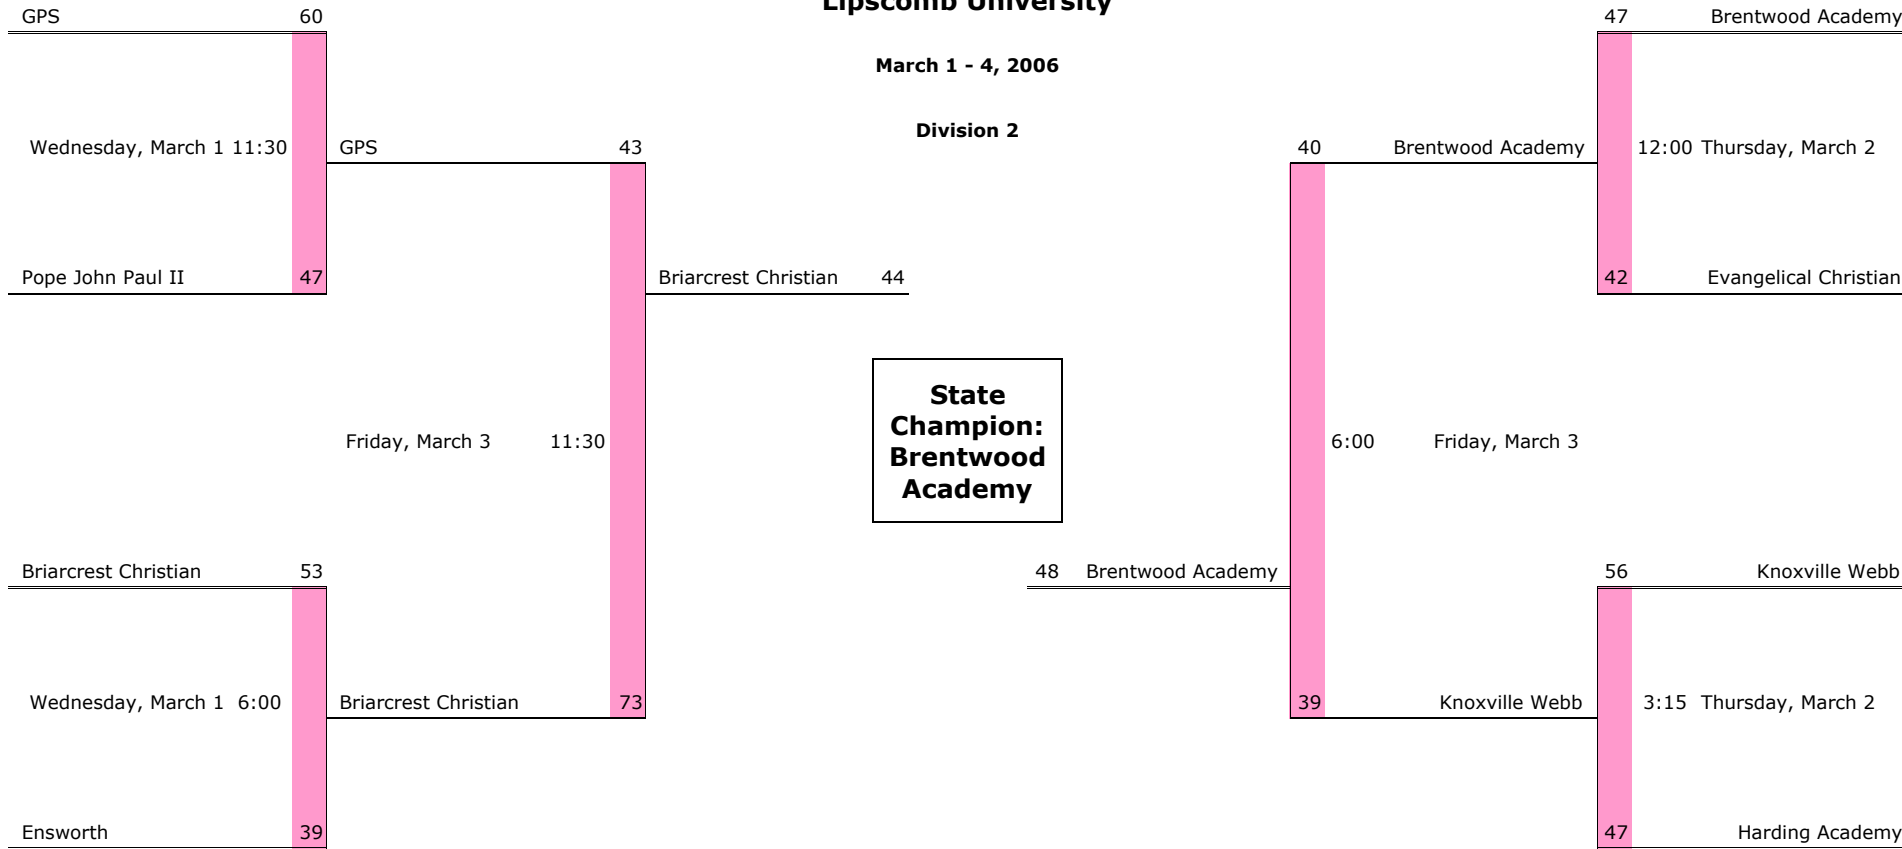 Lipscomb University
March 1 - 4, 2006
Division 2
GPS 60
Wednesday, March 1 11:30
Pope John Paul II 47
GPS 43
Friday, March 3 11:30
Briarcrest Christian 53
Wednesday, March 1 6:00
Ensworth 39
Briarcrest Christian 73
Briarcrest Christian 44
State
Champion:
Brentwood
Academy
48 Brentwood Academy
40 Brentwood Academy
6:00 Friday, March 3
39 Knoxville Webb
47 Brentwood Academy
12:00 Thursday, March 2
42 Evangelical Christian
56 Knoxville Webb
3:15 Thursday, March 2
47 Harding Academy